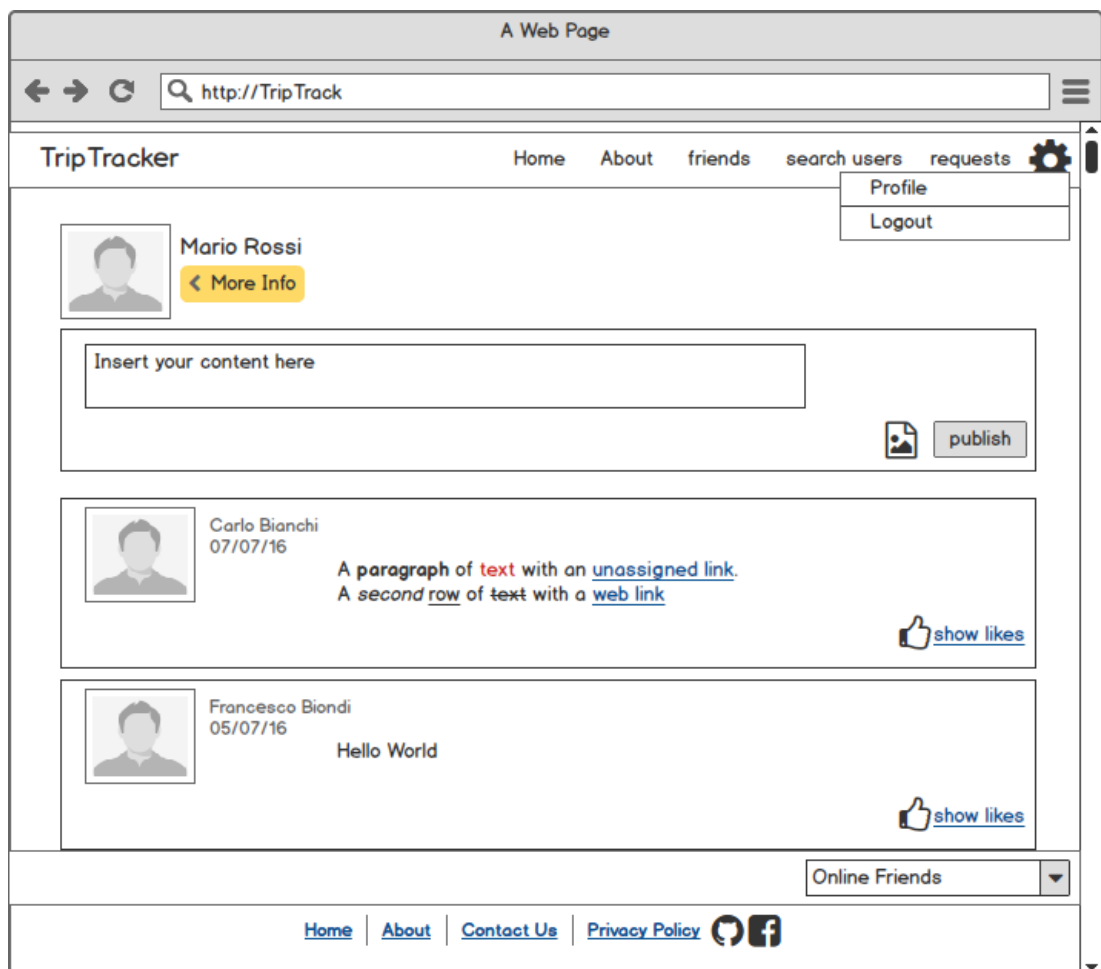 A Web Page
http://TripTrack
TripTracker Home About friends search users requests
Profile
Logout
Mario Rossi
More Info
Insert your content here
publish
Carlo Bianchi
07/07/16
A paragraph of text with an unassigned link.
A second row of text with a web link
show likes
Francesco Biondi
05/07/16
Hello World
show likes
Online Friends
Home About Contact Us Privacy Policy